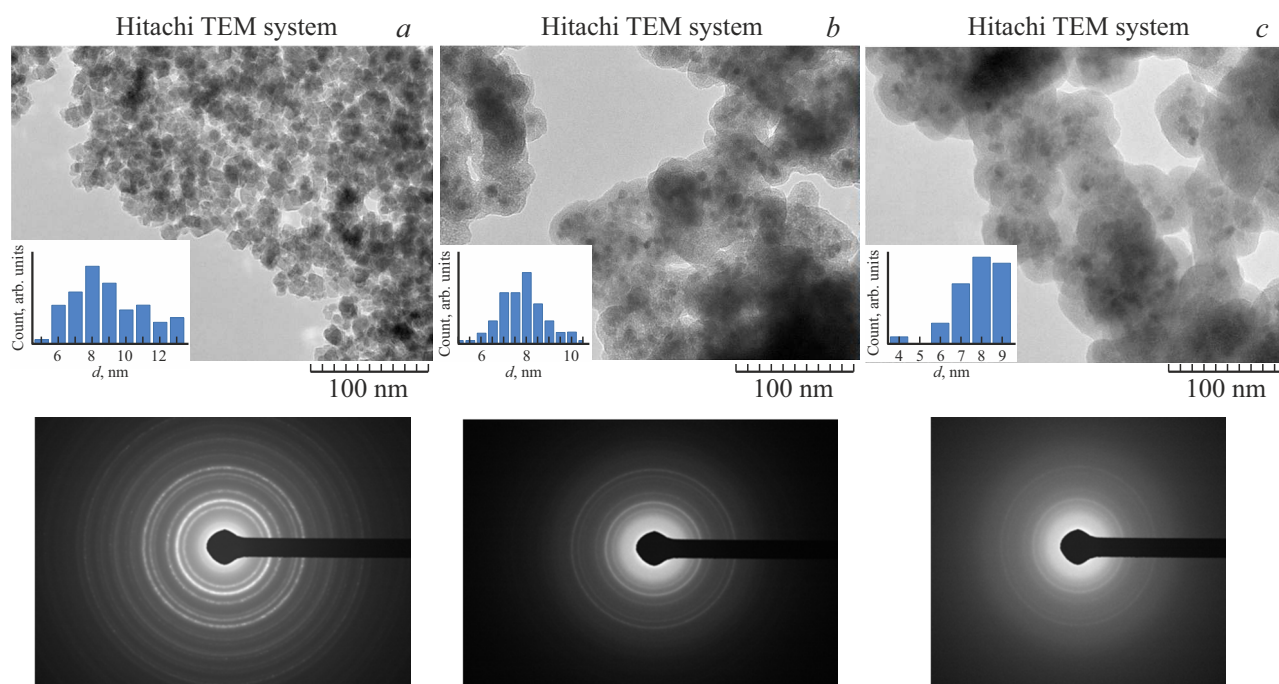 Hitachi TEM system a
Hitachi TEM system b
Hitachi TEM system c
Count, arb. units
6 8 10 12
d, nm
100 nm
Count, arb. units
6 8 10
d, nm
100 nm
Count, arb. units
4 5 6 7 8 9
d, nm
100 nm